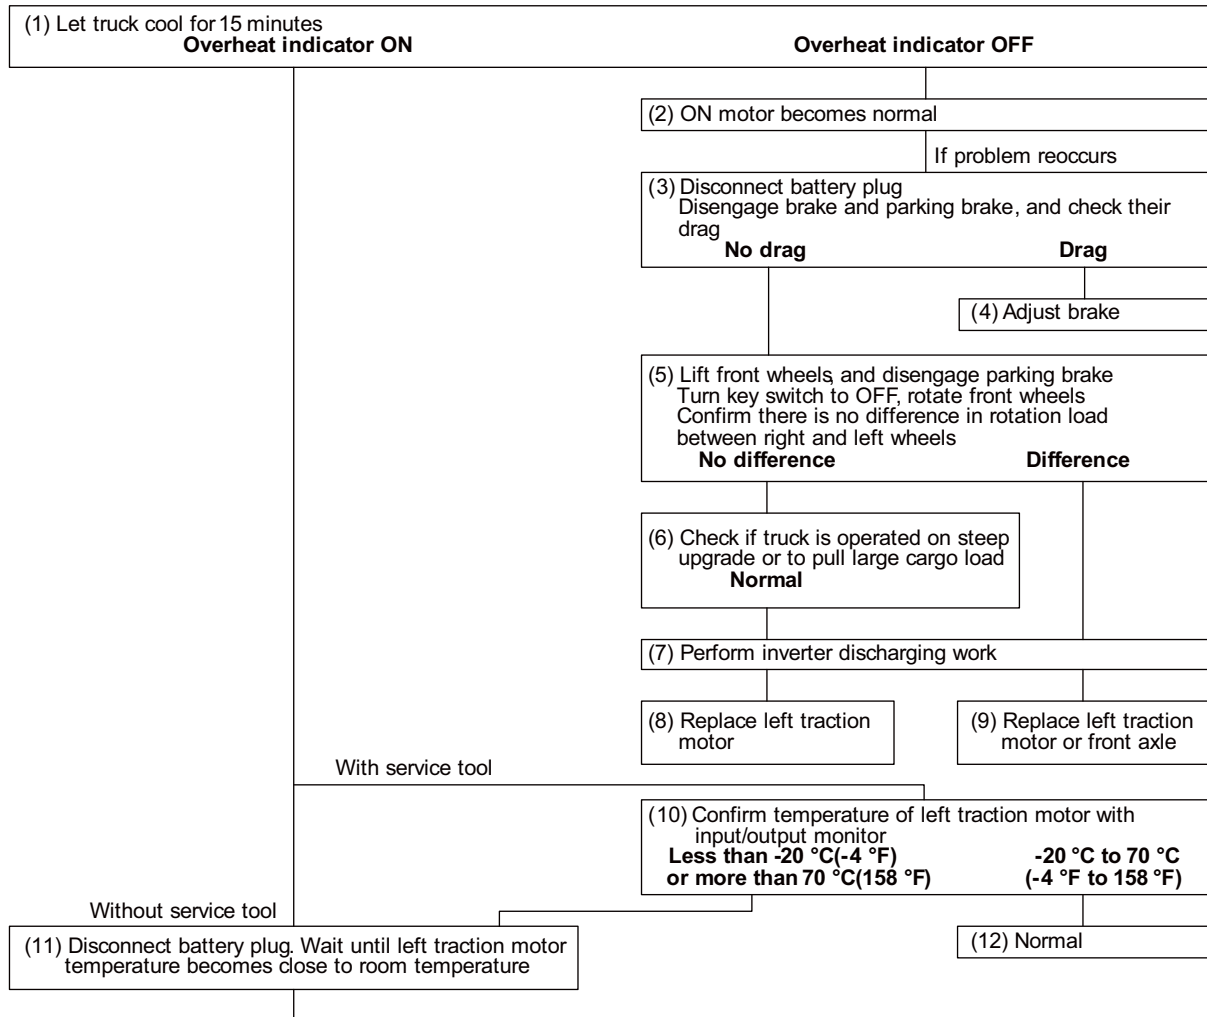 (1) Let truck cool for 15 minutes
Overheat indicator ON
Overheat indicator OFF
(2) ON motor becomes normal
If problem reoccurs
(3) Disconnect battery plug
Disengage brake and parking brake, and check their
drag
No drag
Drag
(4) Adjust brake
(5) Lift front wheels, and disengage parking brake
Turn key switch to OFF, rotate front wheels
Confirm there is no difference in rotation load
between right and left wheels
No difference
Difference
(6) Check if truck is operated on steep
upgrade or to pull large cargo load
Normal
(7) Perform inverter discharging work
(8) Replace left traction
motor
(9) Replace left traction
motor or front axle
With service tool
(10) Confirm temperature of left traction motor with
input/output monitor
Less than -20 °C(-4 °F)
or more than 70 °C(158 °F)
-20 °C to 70 °C
(-4 °F to 158 °F)
Without service tool
(11) Disconnect battery plug. Wait until left traction motor
temperature becomes close to room temperature
(12) Normal